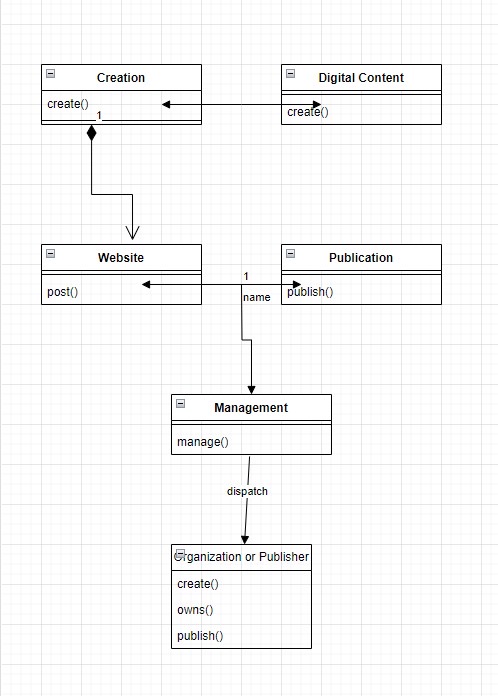 Creation
Digital Content
create()
create()
1
Website
Publication
1
post()
name
publish()
Management
manage()
dispatch
Organization or Publisher
create()
owns()
publish()